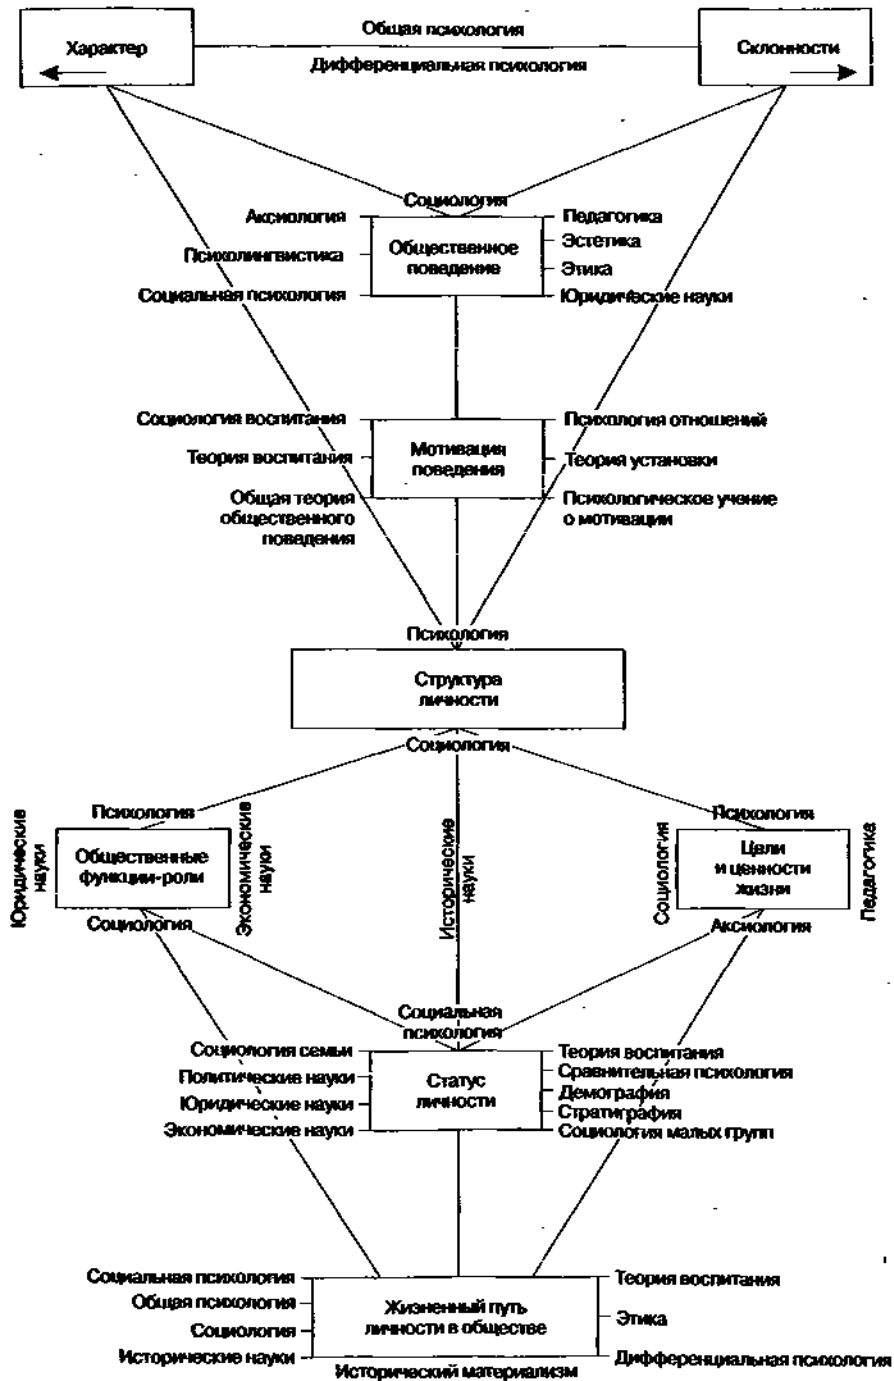 Характер
Общая психология
Дифференциальная психология
Склонности
Социология
Аксиология
Психолингвистика
Социальная психология
Общественное
поведение
Педагогика
Эстетика
Этика
Юридические науки
Социология воспитания
Теория воспитания
Общая теория
общественного
поведения
Мотивация
поведения
Психология отношений
Теория установки
Психологическое учение
о мотивации
Психология
Структура
личности
Социология
Юридические
науки
Психология
Общественные
функции-роли
Социология
Экономические
науки
Исторические
науки
Социология
Психология
Цели
и ценности
жизни
Аксиология
Педагогика
Социальная
психология
Социология семьи
Политические науки
Юридические науки
Экономические науки
Статус
личности
Теория воспитания
Сравнительная психология
Демография
Стратиграфия
Социология малых групп
Социальная психология
Общая психология
Социология
Исторические науки
Жизненный путь
личности в обществе
Теория воспитания
Этика
Дифференциальная психология
Исторический материализм